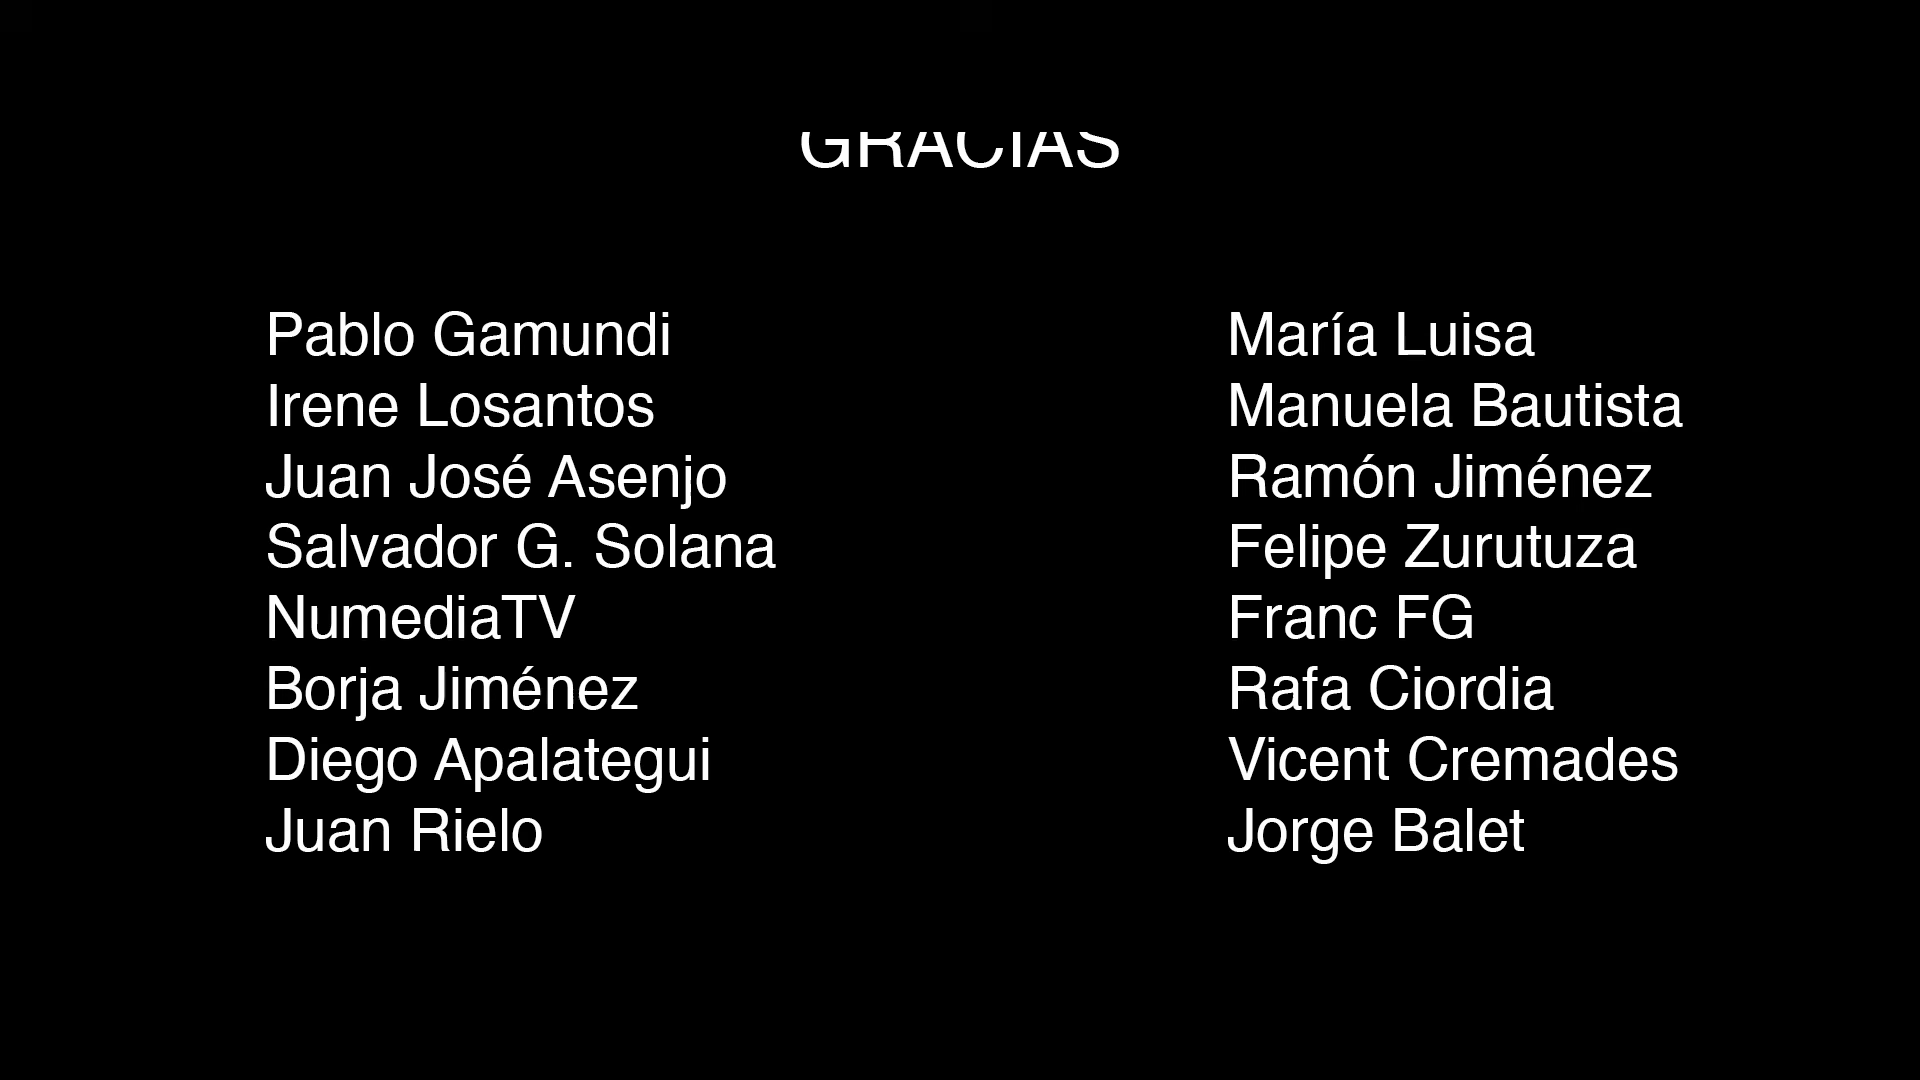 GRACIAS
Pablo Gamundi
Irene Losantos
Juan José Asenjo
Salvador G. Solana
NumediaTV
Borja Jiménez
Diego Apalategui
Juan Rielo
María Luisa
Manuela Bautista
Ramón Jiménez
Felipe Zurutuza
Franc FG
Rafa Ciordia
Vicent Cremades
Jorge Balet